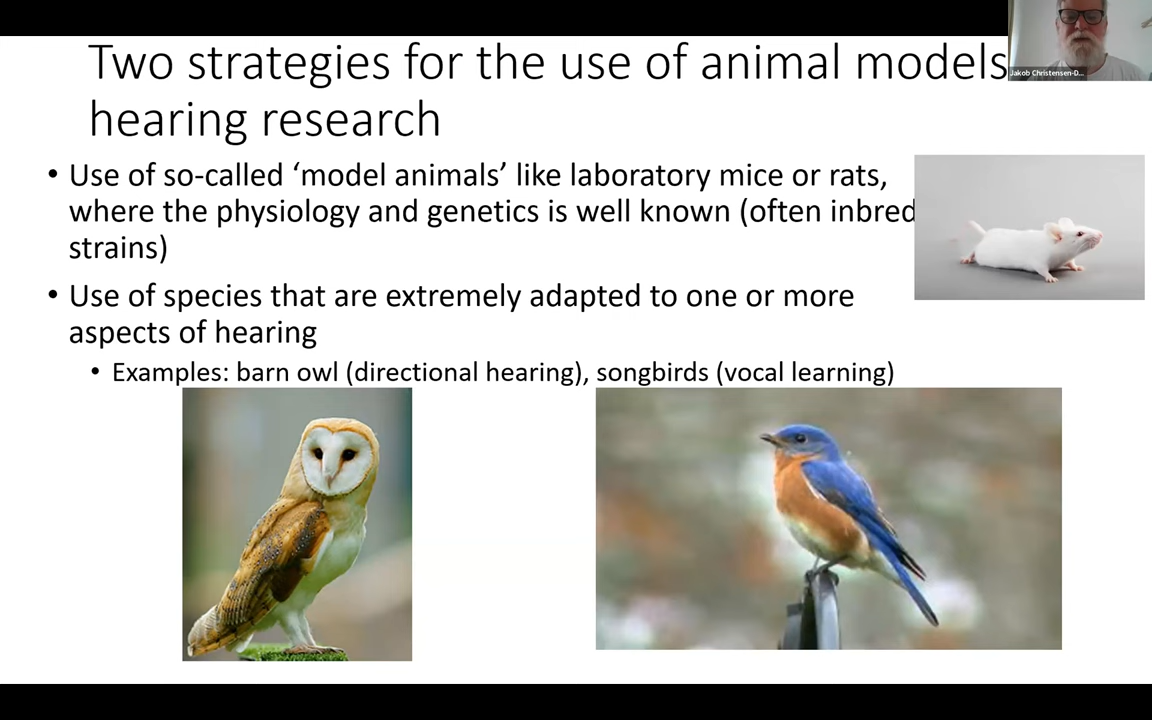 Two strategies for the use of animal models
hearing research
Jakob Christensen-D...
• Use of so-called ‘model animals’ like laboratory mice or rats,
where the physiology and genetics is well known (often inbred
strains)
• Use of species that are extremely adapted to one or more
aspects of hearing
• Examples: barn owl (directional hearing), songbirds (vocal learning)